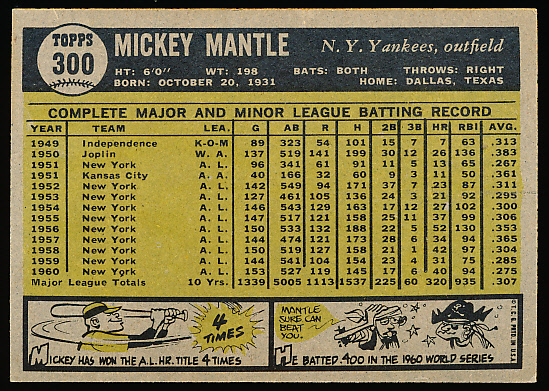 TOPPS
300
MICKEY MANTLE
N. Y. Yankees, outfield
HT: 6'0" WT: 198 BATS: BOTH THROWS: RIGHT
BORN: OCTOBER 20, 1931 HOME: DALLAS, TEXAS
COMPLETE MAJOR AND MINOR LEAGUE BATTING RECORD
YEAR TEAM LEA. G AB R H 2B 3B HR RBI AVG.
1949 Independence K-O-M 89 323 54 101 15 7 7 63 .313
1950 Joplin W. A. 137 519 141 199 30 12 26 136 .383
1951 New York A. L. 96 341 61 91 11 5 13 65 .267
1951 Kansas City A. A. 40 166 32 60 9 3 11 50 .361
1952 New York A. L. 142 549 94 171 37 7 23 87 .311
1953 New York A. L. 127 461 105 136 24 3 21 92 .295
1954 New York A. L. 146 543 129 163 17 12 27 102 .300
1955 New York A. L. 147 517 121 158 25 11 37 99 .306
1956 New York A. L. 150 533 132 188 22 5 52 130 .353
1957 New York A. L. 144 474 121 173 28 6 34 94 .365
1958 New York A. L. 150 519 127 158 21 1 42 97 .304
1959 New York A. L. 144 541 104 154 23 4 31 75 .285
1960 New York A. L. 153 527 119 145 17 6 40 94 .275
Major League Totals 10 Yrs. 1339 5005 1113 1537 225 60 320 935 .307
4 TIMES
MICKEY HAS WON THE A.L. HR. TITLE 4 TIMES
MANTLE
SURE CAN
BEAT
YOU.
HE BATTED .400 IN THE 1960 WORLD SERIES